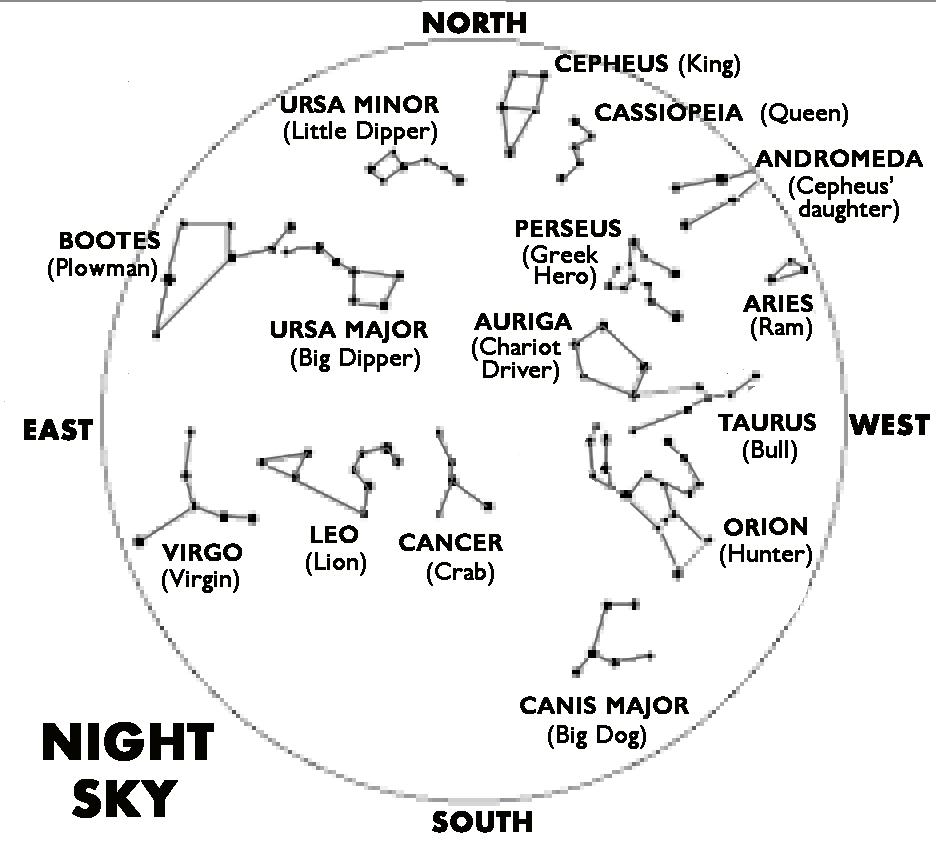 NORTH
CEPHEUS (King)
URSA MINOR
(Little Dipper)
CASSIOPEIA (Queen)
ANDROMEDA
(Cepheus'
daughter)
BOOTES
(Plowman)
PERSEUS
(Greek
Hero)
ARIES
(Ram)
URSA MAJOR
(Big Dipper)
AURIGA
(Chariot
Driver)
EAST
TAURUS
(Bull)
WEST
VIRGO
(Virgin)
LEO
(Lion)
CANCER
(Crab)
ORION
(Hunter)
CANIS MAJOR
(Big Dog)
NIGHT
SKY
SOUTH